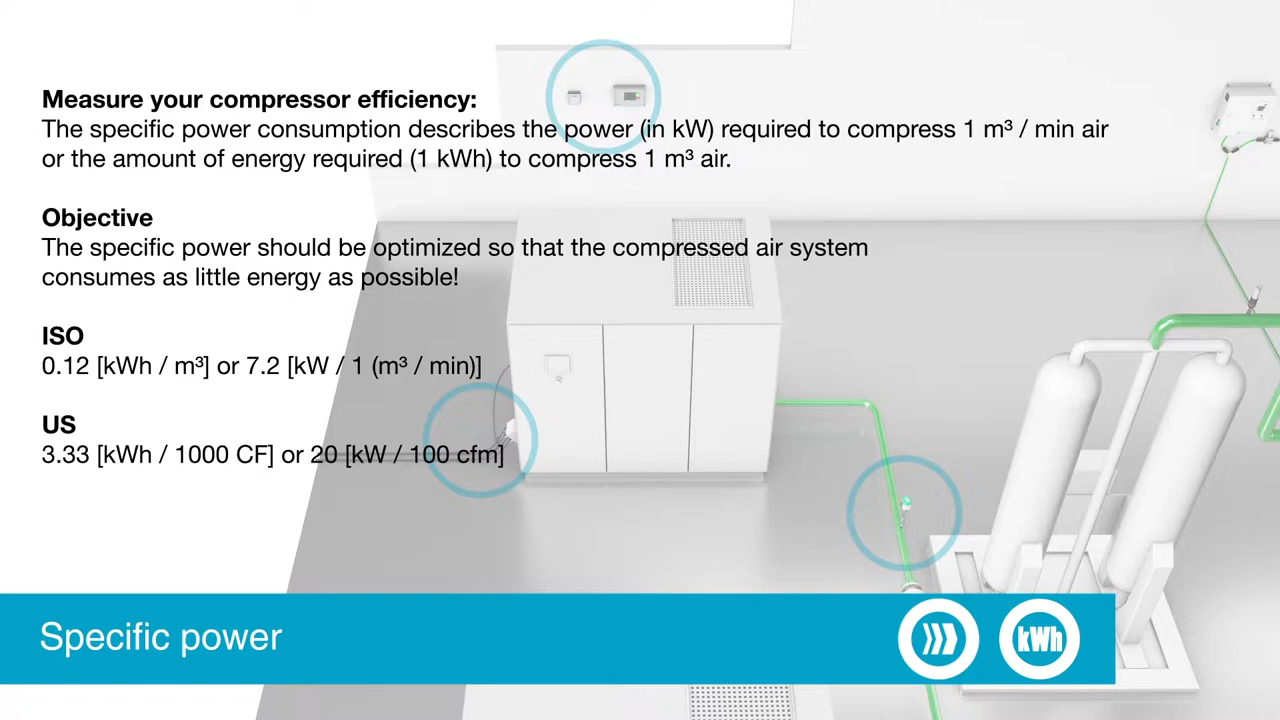 Measure your compressor efficiency:
The specific power consumption describes the power (in kW) required to compress 1 m³ / min air
or the amount of energy required (1 kWh) to compress 1 m³ air.
Objective
The specific power should be optimized so that the compressed air system
consumes as little energy as possible!
ISO
0.12 [kWh / m³] or 7.2 [kW / 1 (m³ / min)]
US
3.33 [kWh / 1000 CF] or 20 [kW / 100 cfm]
Specific power
kWh